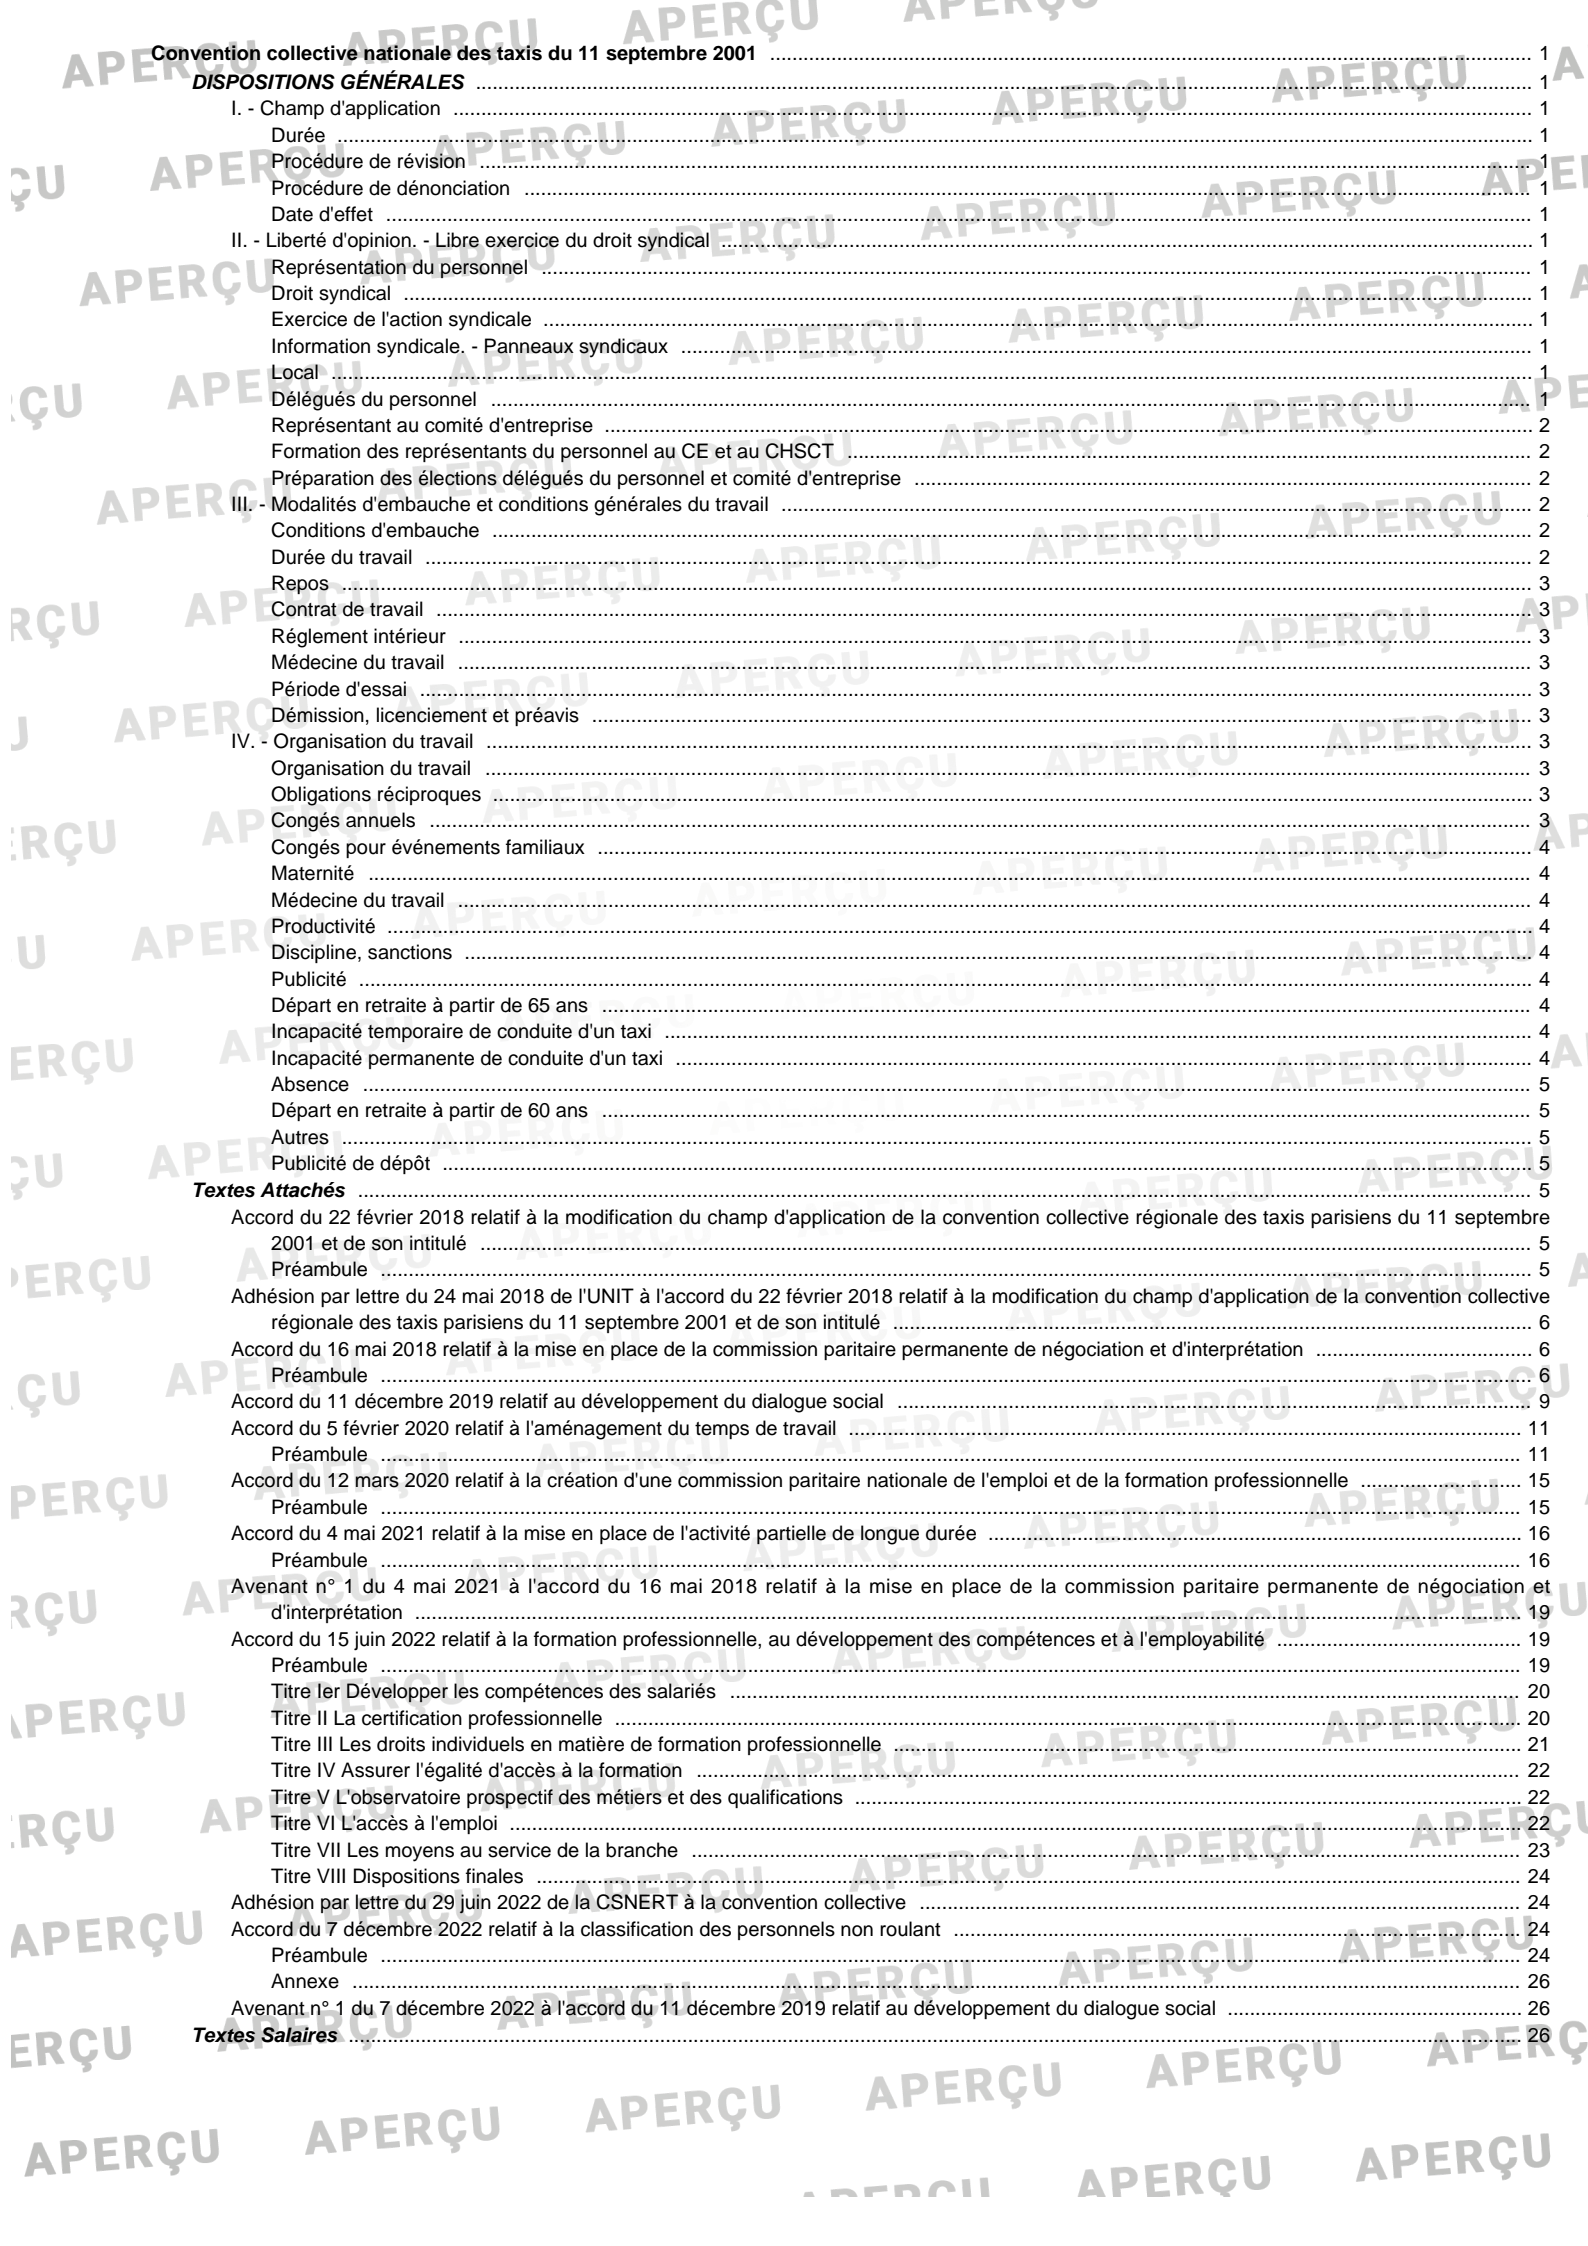 Convention collective nationale des taxis du 11 septembre 2001 ... 1
DISPOSITIONS GÉNÉRALES ... 1
I. - Champ d'application ... 1
Durée ... 1
Procédure de révision ... 1
Procédure de dénonciation ... 1
Date d'effet ... 1
II. - Liberté d'opinion. - Libre exercice du droit syndical ... 1
Représentation du personnel ... 1
Droit syndical ... 1
Exercice de l'action syndicale ... 1
Information syndicale. - Panneaux syndicaux ... 1
Local ... 1
Délégués du personnel ... 1
Représentant au comité d'entreprise ... 2
Formation des représentants du personnel au CE et au CHSCT ... 2
Préparation des élections délégués du personnel et comité d'entreprise ... 2
III. - Modalités d'embauche et conditions générales du travail ... 2
Conditions d'embauche ... 2
Durée du travail ... 2
Repos ... 3
Contrat de travail ... 3
Réglement intérieur ... 3
Médecine du travail ... 3
Période d'essai ... 3
Démission, licenciement et préavis ... 3
IV. - Organisation du travail ... 3
Organisation du travail ... 3
Obligations réciproques ... 3
Congés annuels ... 3
Congés pour événements familiaux ... 4
Maternité ... 4
Médecine du travail ... 4
Productivité ... 4
Discipline, sanctions ... 4
Publicité ... 4
Départ en retraite à partir de 65 ans ... 4
Incapacité temporaire de conduite d'un taxi ... 4
Incapacité permanente de conduite d'un taxi ... 4
Absence ... 5
Départ en retraite à partir de 60 ans ... 5
Autres ... 5
Publicité de dépôt ... 5
Textes Attachés ... 5
Accord du 22 février 2018 relatif à la modification du champ d'application de la convention collective régionale des taxis parisiens du 11 septembre
2001 et de son intitulé ... 5
Préambule ... 5
Adhésion par lettre du 24 mai 2018 de l'UNIT à l'accord du 22 février 2018 relatif à la modification du champ d'application de la convention collective
régionale des taxis parisiens du 11 septembre 2001 et de son intitulé ... 6
Accord du 16 mai 2018 relatif à la mise en place de la commission paritaire permanente de négociation et d'interprétation ... 6
Préambule ... 6
Accord du 11 décembre 2019 relatif au développement du dialogue social ... 9
Accord du 5 février 2020 relatif à l'aménagement du temps de travail ... 11
Préambule ... 11
Accord du 12 mars 2020 relatif à la création d'une commission paritaire nationale de l'emploi et de la formation professionnelle ... 15
Préambule ... 15
Accord du 4 mai 2021 relatif à la mise en place de l'activité partielle de longue durée ... 16
Préambule ... 16
Avenant n° 1 du 4 mai 2021 à l'accord du 16 mai 2018 relatif à la mise en place de la commission paritaire permanente de négociation et
d'interprétation ... 19
Accord du 15 juin 2022 relatif à la formation professionnelle, au développement des compétences et à l'employabilité ... 19
Préambule ... 19
Titre Ier Développer les compétences des salariés ... 20
Titre II La certification professionnelle ... 20
Titre III Les droits individuels en matière de formation professionnelle ... 21
Titre IV Assurer l'égalité d'accès à la formation ... 22
Titre V L'observatoire prospectif des métiers et des qualifications ... 22
Titre VI L'accès à l'emploi ... 22
Titre VII Les moyens au service de la branche ... 23
Titre VIII Dispositions finales ... 24
Adhésion par lettre du 29 juin 2022 de la CSNERT à la convention collective ... 24
Accord du 7 décembre 2022 relatif à la classification des personnels non roulant ... 24
Préambule ... 24
Annexe ... 26
Avenant n° 1 du 7 décembre 2022 à l'accord du 11 décembre 2019 relatif au développement du dialogue social ... 26
Textes Salaires ... 26
APERÇU